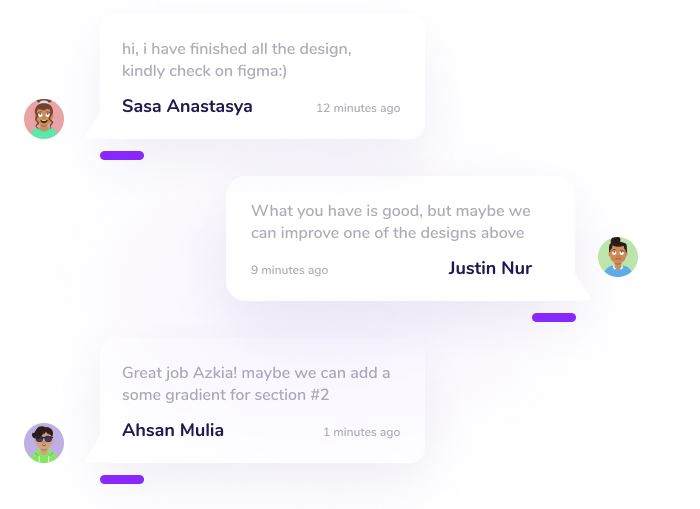 hi, i have finished all the design,
kindly check on figma:)
Sasa Anastasya 12 minutes ago
What you have is good, but maybe we
can improve one of the designs above
9 minutes ago Justin Nur
Great job Azkia! maybe we can add a
some gradient for section #2
Ahsan Mulia 1 minutes ago